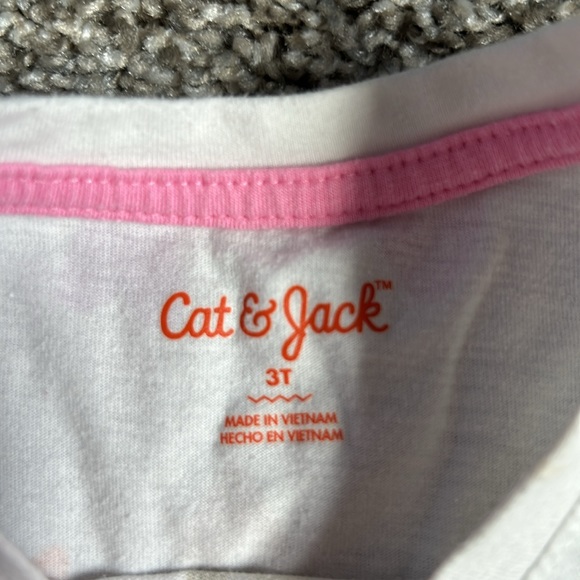 Cat & Jack™
3T
MADE IN VIETNAM
HECHO EN VIETNAM